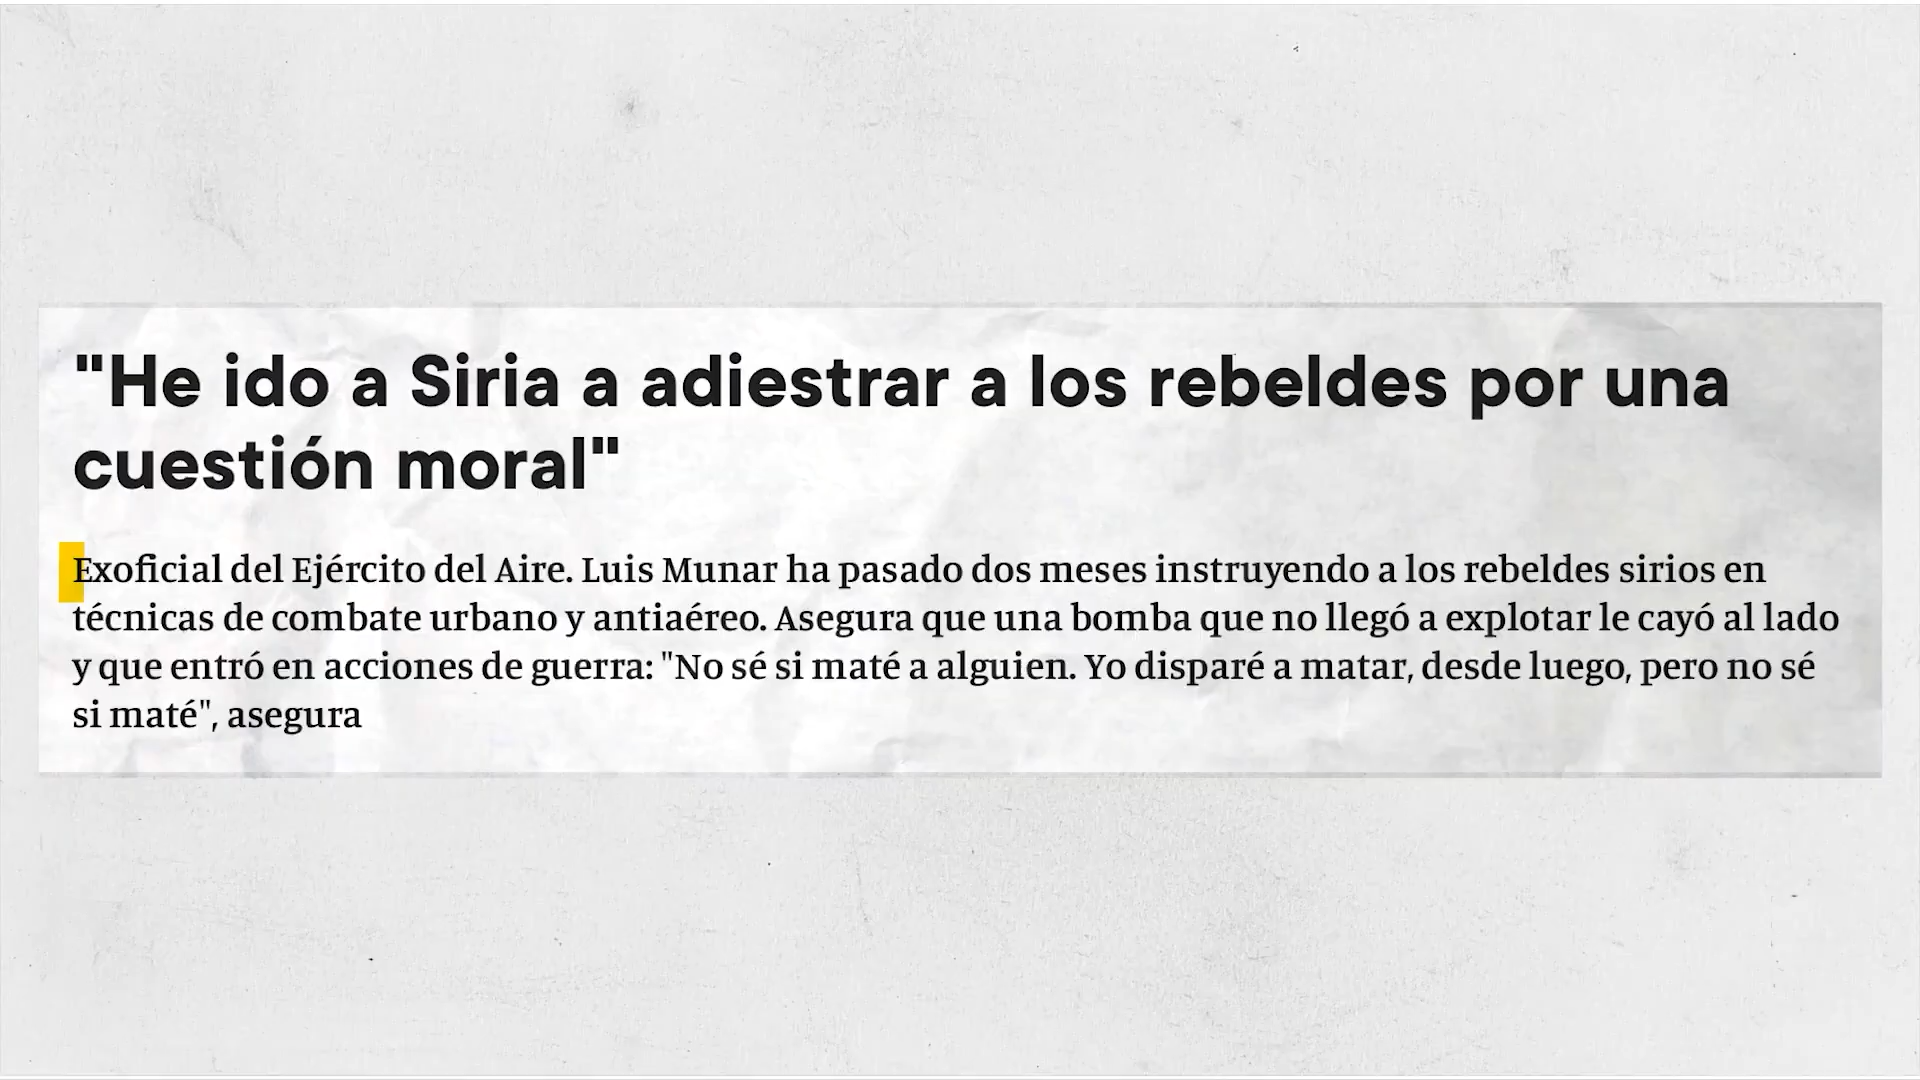 "He ido a Siria a adiestrar a los rebeldes por una
cuestión moral"
Exoficial del Ejército del Aire. Luis Munar ha pasado dos meses instruyendo a los rebeldes sirios en
técnicas de combate urbano y antiaéreo. Asegura que una bomba que no llegó a explotar le cayó al lado
y que entró en acciones de guerra: "No sé si maté a alguien. Yo disparé a matar, desde luego, pero no sé
si maté", asegura